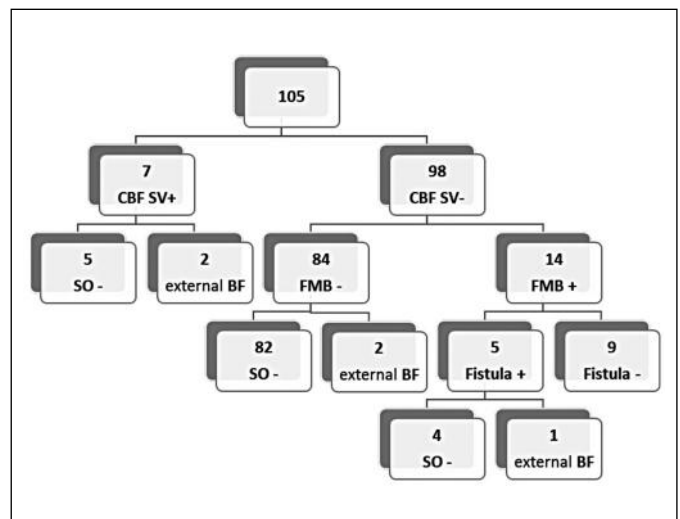 105
7
CBF SV+
98
CBF SV-
5
SO -
2
external BF
84
FMB -
14
FMB +
82
SO -
2
external BF
5
Fistula +
9
Fistula -
4
SO -
1
external BF